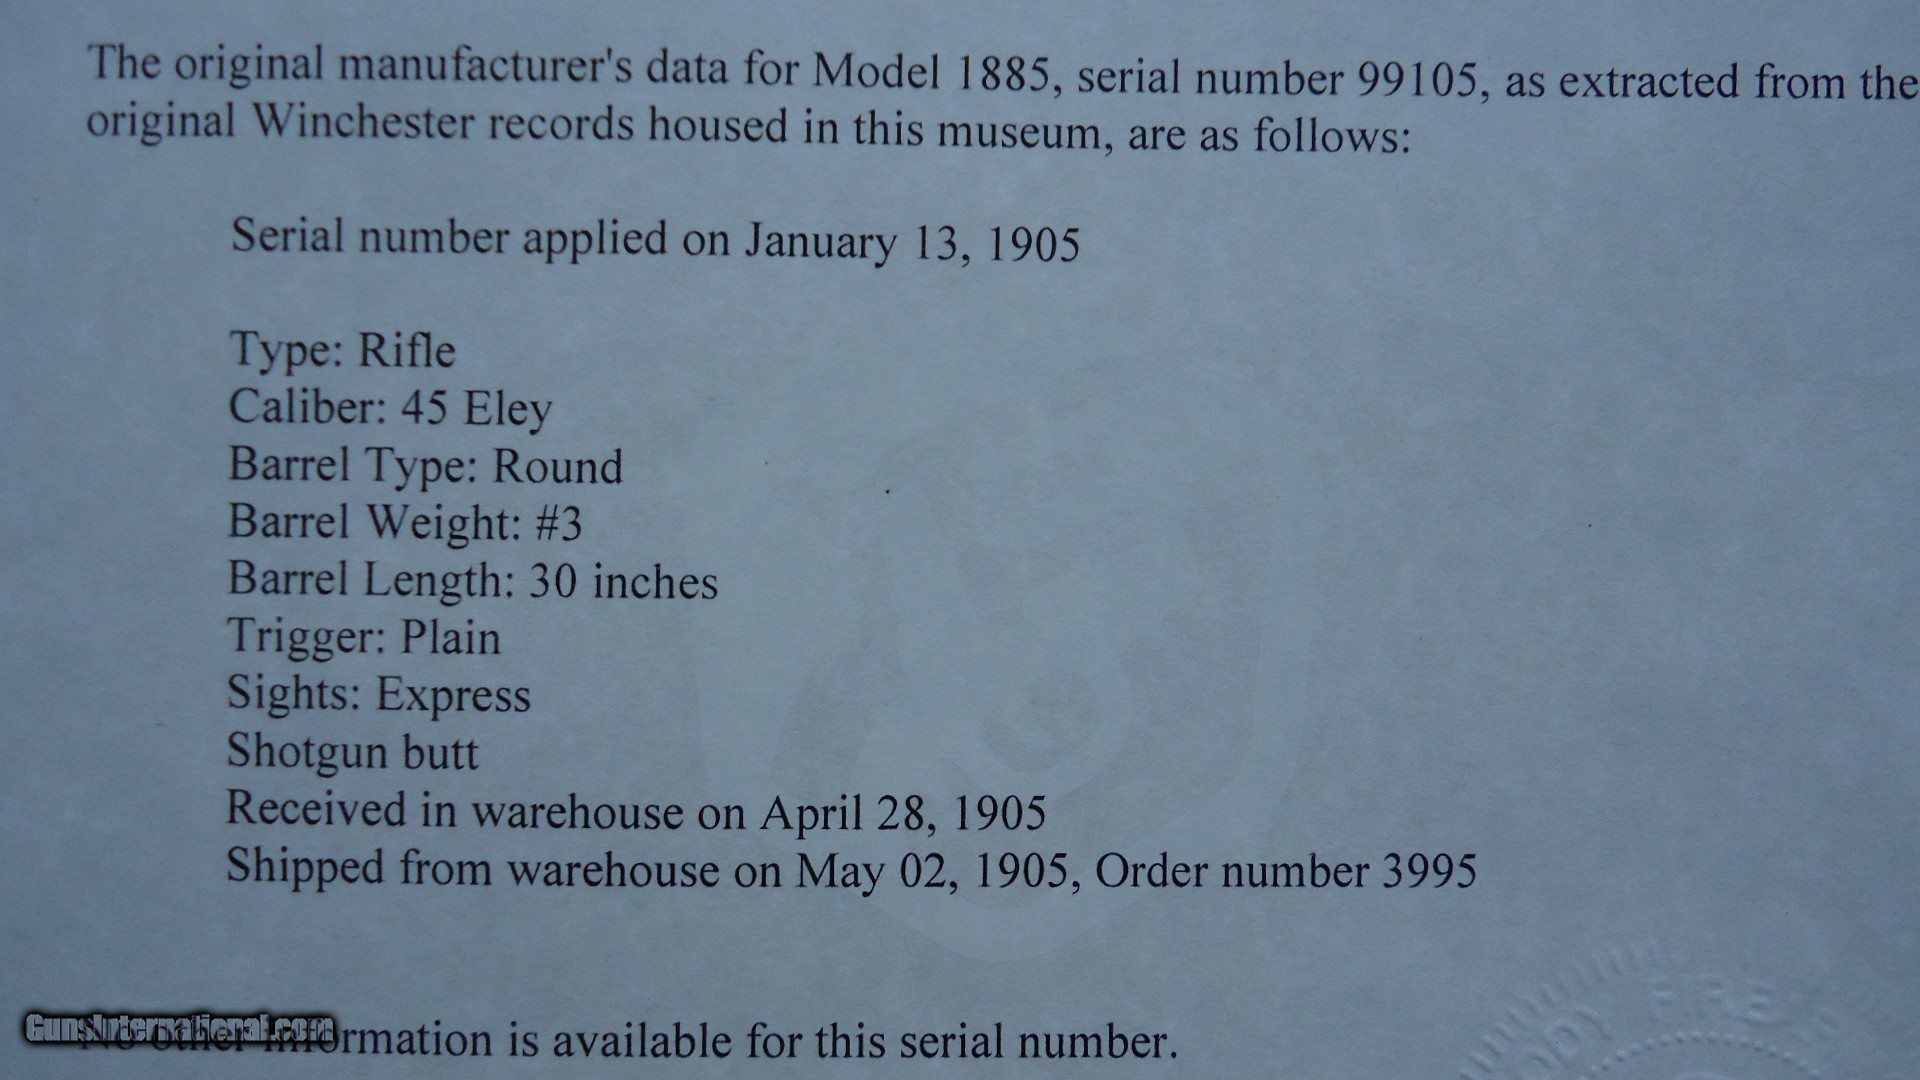 The original manufacturer's data for Model 1885, serial number 99105, as extracted from the
original Winchester records housed in this museum, are as follows:
Serial number applied on January 13, 1905
Type: Rifle
Caliber: 45 Eley
Barrel Type: Round
Barrel Weight: #3
Barrel Length: 30 inches
Trigger: Plain
Sights: Express
Shotgun butt
Received in warehouse on April 28, 1905
Shipped from warehouse on May 02, 1905, Order number 3995
No other information is available for this serial number.
GunsInternational.com
ODY FIRE